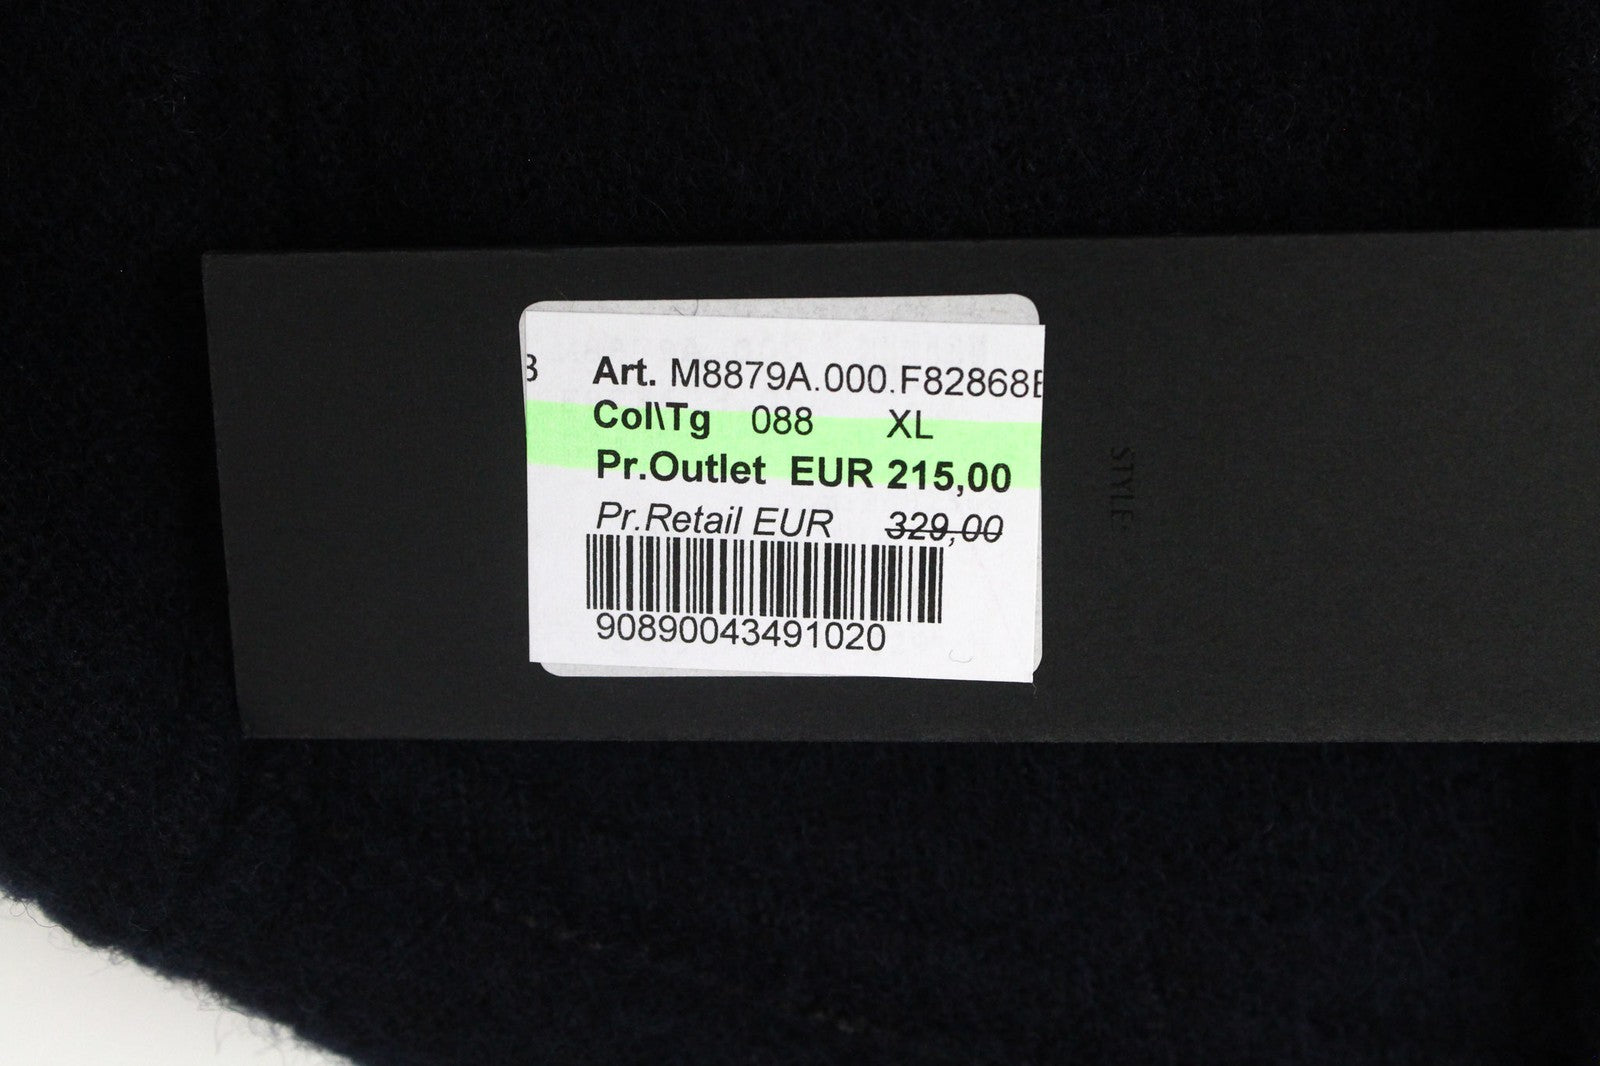 Art. M8879A.000.F82868
Col\Tg 088 XL
Pr.Outlet EUR 215,00
Pr.Retail EUR 329,00
90890043491020
STYLE